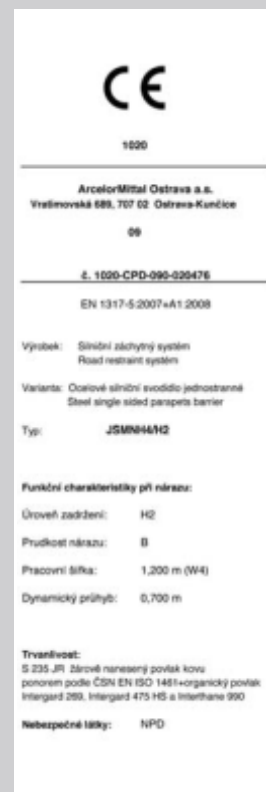 CE
1020
ArcelorMittal Ostrava a.s.
Vratimovská 689, 707 02 Ostrava-Kunčice
09
č. 1020-CPD-090-020476
EN 1317-5:2007+A1:2008
Výrobek: Silniční záchytný systém
Road restraint systém
Varianta: Ocelové silniční svodidlo jednostranné
Steel single sided parapets barrier
Typ: JSMNH4/H2
Funkční charakteristiky při nárazu:
Úroveň zadržení: H2
Prudkost nárazu: B
Pracovní šířka: 1,200 m (W4)
Dynamický průhyb: 0,700 m
Trvanlivost:
S 235 JR žárově nanesený povlak kovu
ponorem podle ČSN EN ISO 1461+organický povlak
Intergard 269, Intergard 475 HS a Interthane 990
Nebezpečné látky: NPD